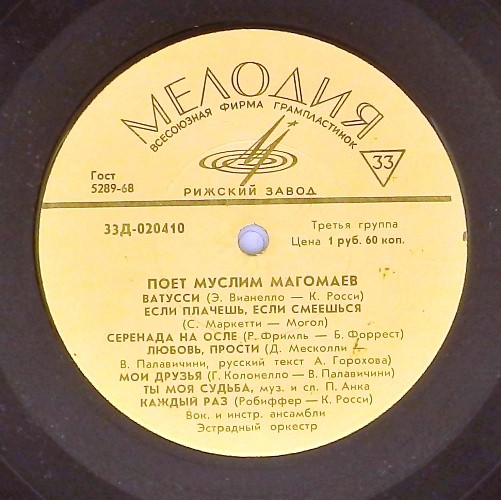 МЕЛОДИЯ
ВСЕСОЮЗНАЯ ФИРМА ГРАМПЛАСТИНОК
33
Гост
5289-68
РИЖСКИЙ ЗАВОД
33Д-020410
Третья группа
Цена 1 руб. 60 коп.
ПОЕТ МУСЛИМ МАГОМАЕВ
ВАТУССИ (Э. Вианелло — К. Росси)
ЕСЛИ ПЛАЧЕШЬ, ЕСЛИ СМЕЕШЬСЯ
(С. Маркетти — Могол)
СЕРЕНАДА НА ОСЛЕ (Р. Фримль — Б. Форрест)
ЛЮБОВЬ, ПРОСТИ (Д. Месколли
В. Палавичини, русский текст А. Горохова)
МОИ ДРУЗЬЯ (Г. Колонелло — В. Палавичини)
ТЫ МОЯ СУДЬБА, муз. и сл. П. Анка
КАЖДЫЙ РАЗ (Робиффер — К. Росси)
Вок. и инстр. ансамбли
Эстрадный оркестр